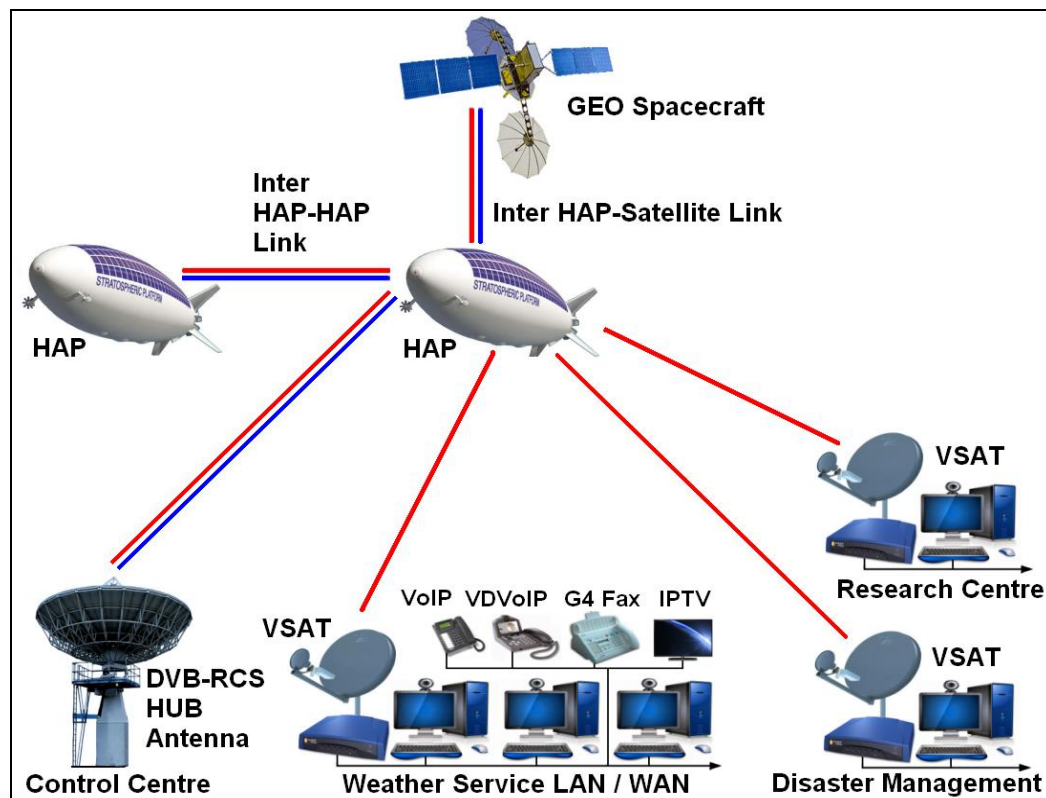 GEO Spacecraft
Inter
HAP-HAP
Link
Inter HAP-Satellite Link
STRATOSPHERIC PLATFORM
HAP
STRATOSPHERIC PLATFORM
HAP
VSAT
Research Centre
VoIP
VDVoIP
G4 Fax
IPTV
VSAT
VSAT
DVB-RCS
HUB
Antenna
Control Centre
Weather Service LAN / WAN
Disaster Management